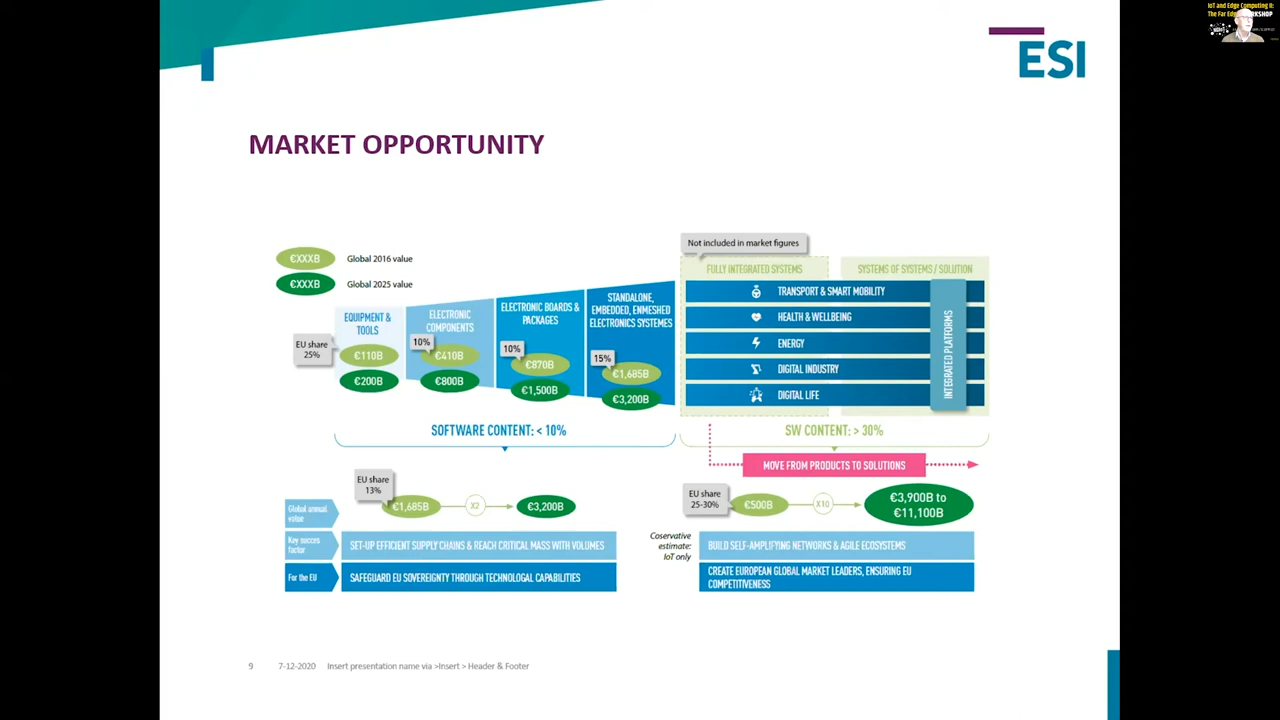 IoT and Edge Computing II:
The Far Edge WORKSHOP
ESI
MARKET OPPORTUNITY
Not included in market figures
€XXXB
Global 2016 value
€XXXB
Global 2025 value
FULLY INTEGRATED SYSTEMS
SYSTEMS OF SYSTEMS / SOLUTION
EQUIPMENT &
TOOLS
ELECTRONIC
COMPONENTS
ELECTRONIC BOARDS &
PACKAGES
STANDALONE,
EMBEDDED, ENMESHED
ELECTRONICS SYSTEMES
EU share
25%
€110B
€200B
10%
€410B
€800B
10%
€870B
€1,500B
15%
€1,685B
€3,200B
TRANSPORT & SMART MOBILITY
HEALTH & WELLBEING
ENERGY
DIGITAL INDUSTRY
DIGITAL LIFE
INTEGRATED PLATFORMS
SOFTWARE CONTENT: < 10%
SW CONTENT: > 30%
MOVE FROM PRODUCTS TO SOLUTIONS
Global annual
value
EU share
13%
€1,685B
X2
€3,200B
EU share
25-30%
€500B
X10
€3,900B to
€11,100B
Key succes
factor
SET-UP EFFICIENT SUPPLY CHAINS & REACH CRITICAL MASS WITH VOLUMES
Coservative
estimate:
IoT only
BUILD SELF-AMPLIFYING NETWORKS & AGILE ECOSYSTEMS
For the EU
SAFEGUARD EU SOVEREIGNTY THROUGH TECHNOLOGAL CAPABILITIES
CREATE EUROPEAN GLOBAL MARKET LEADERS, ENSURING EU
COMPETITIVENESS
9 7-12-2020 Insert presentation name via >Insert > Header & Footer